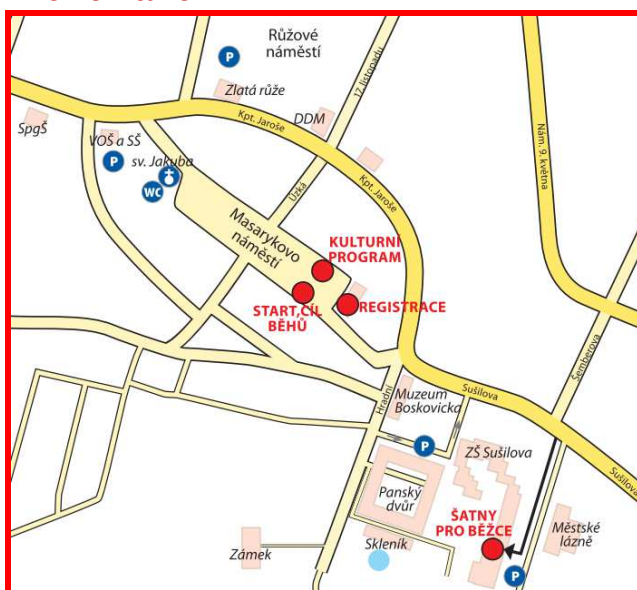 Růžové
náměstí
P
Zlatá růže
17. listopadu
Kpt. Jaroše
DDM
SpgŠ
VOŠ a SŠ
P
sv. Jakuba
WC
Úzká
Kpt. Jaroše
Nám. 9. května
Masarykovo
náměstí
KULTURNÍ
PROGRAM
START,CÍL
BĚHŮ
REGISTRACE
Šemberova
Sušilova
Hradní
Muzeum
Boskovicka
P
ZŠ Sušilova
Sušilova
Panský
dvůr
ŠATNY
PRO BĚŽCE
Městské
lázně
Skleník
Zámek
P